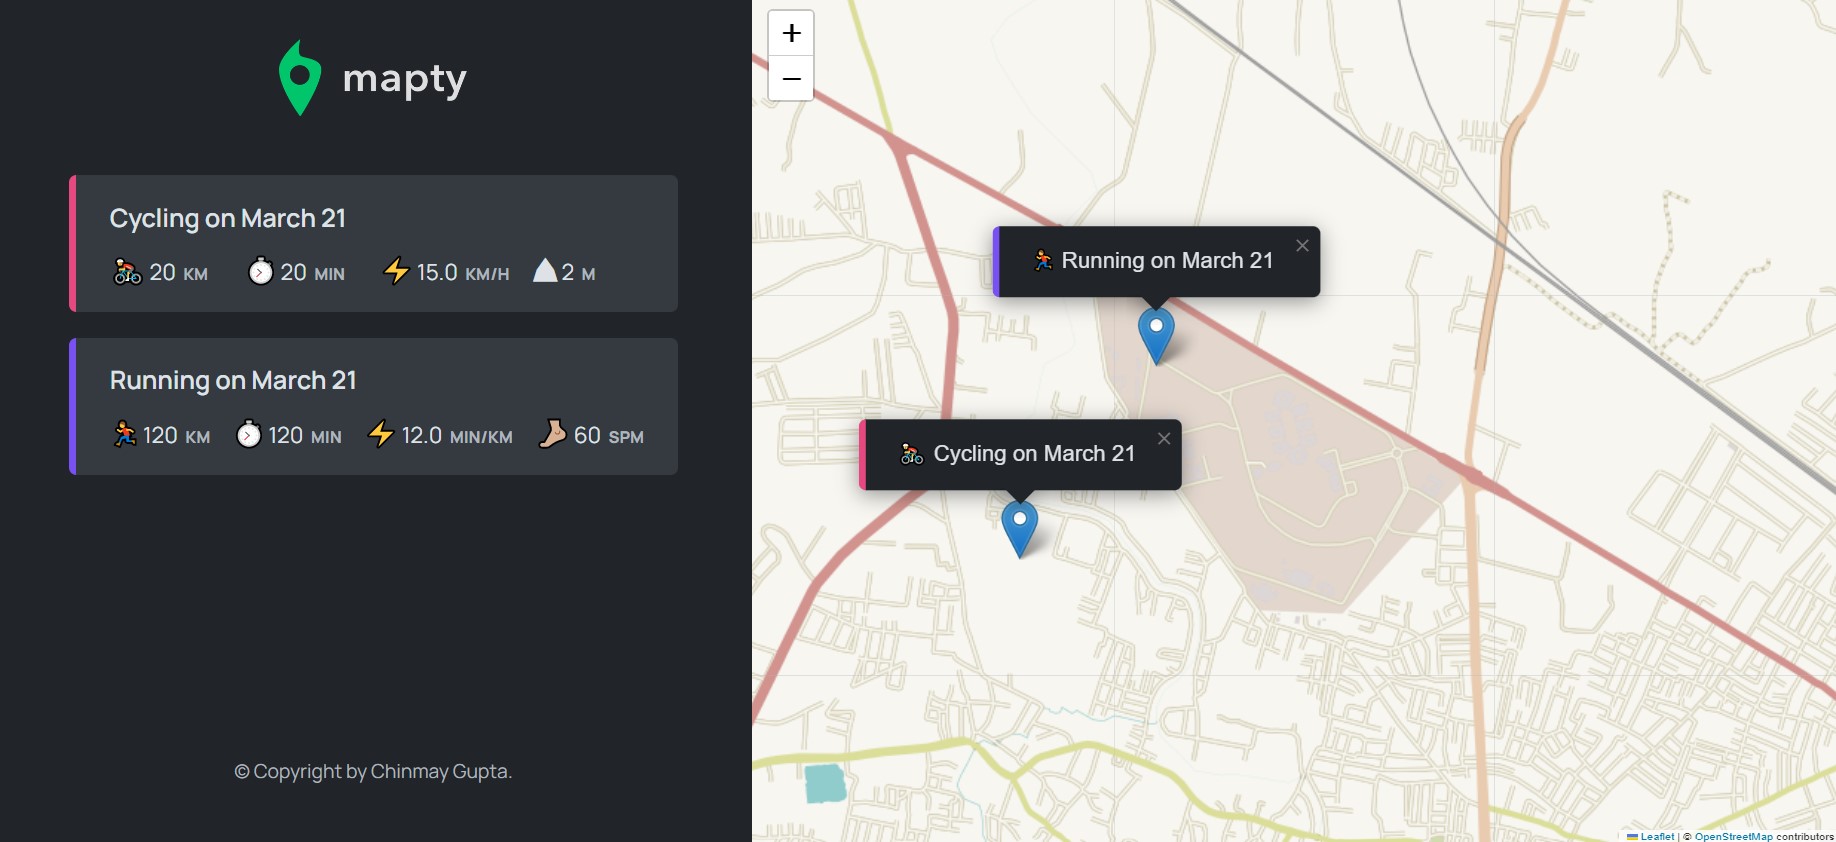 mapty
Cycling on March 21
20 KM 20 MIN 15.0 KM/H 2 M
Running on March 21
120 KM 120 MIN 12.0 MIN/KM 60 SPM
© Copyright by Chinmay Gupta.
+
−
Running on March 21 ×
Cycling on March 21 ×
Leaflet | © OpenStreetMap contributors